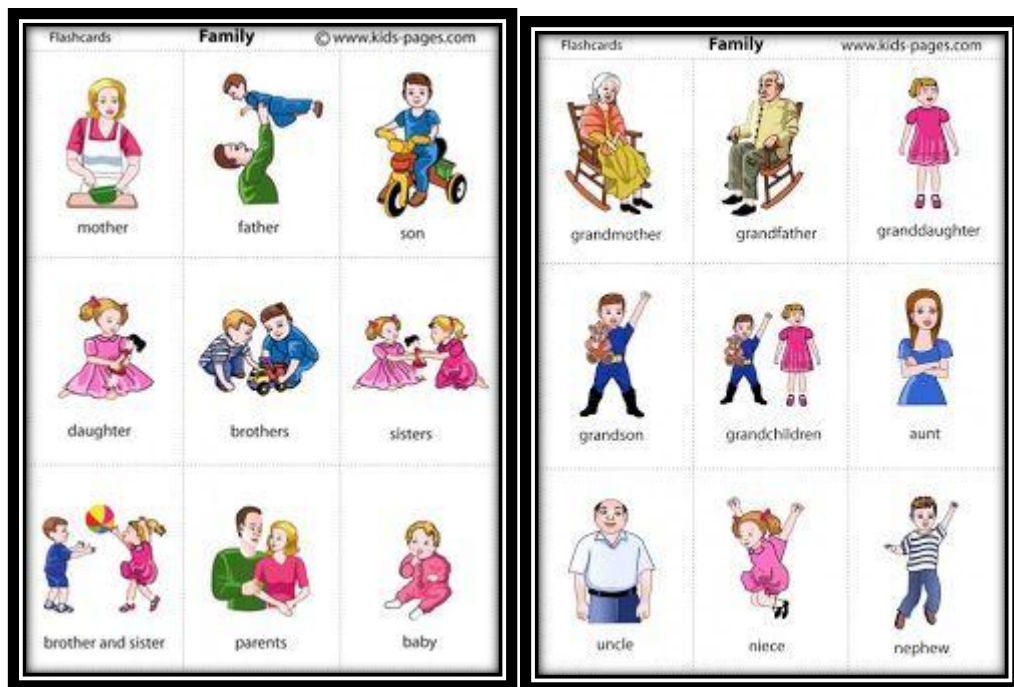 Flashcards Family © www.kids-pages.com
mother father son
daughter brothers sisters
brother and sister parents baby
Flashcards Family www.kids-pages.com
grandmother grandfather granddaughter
grandson grandchildren aunt
uncle niece nephew